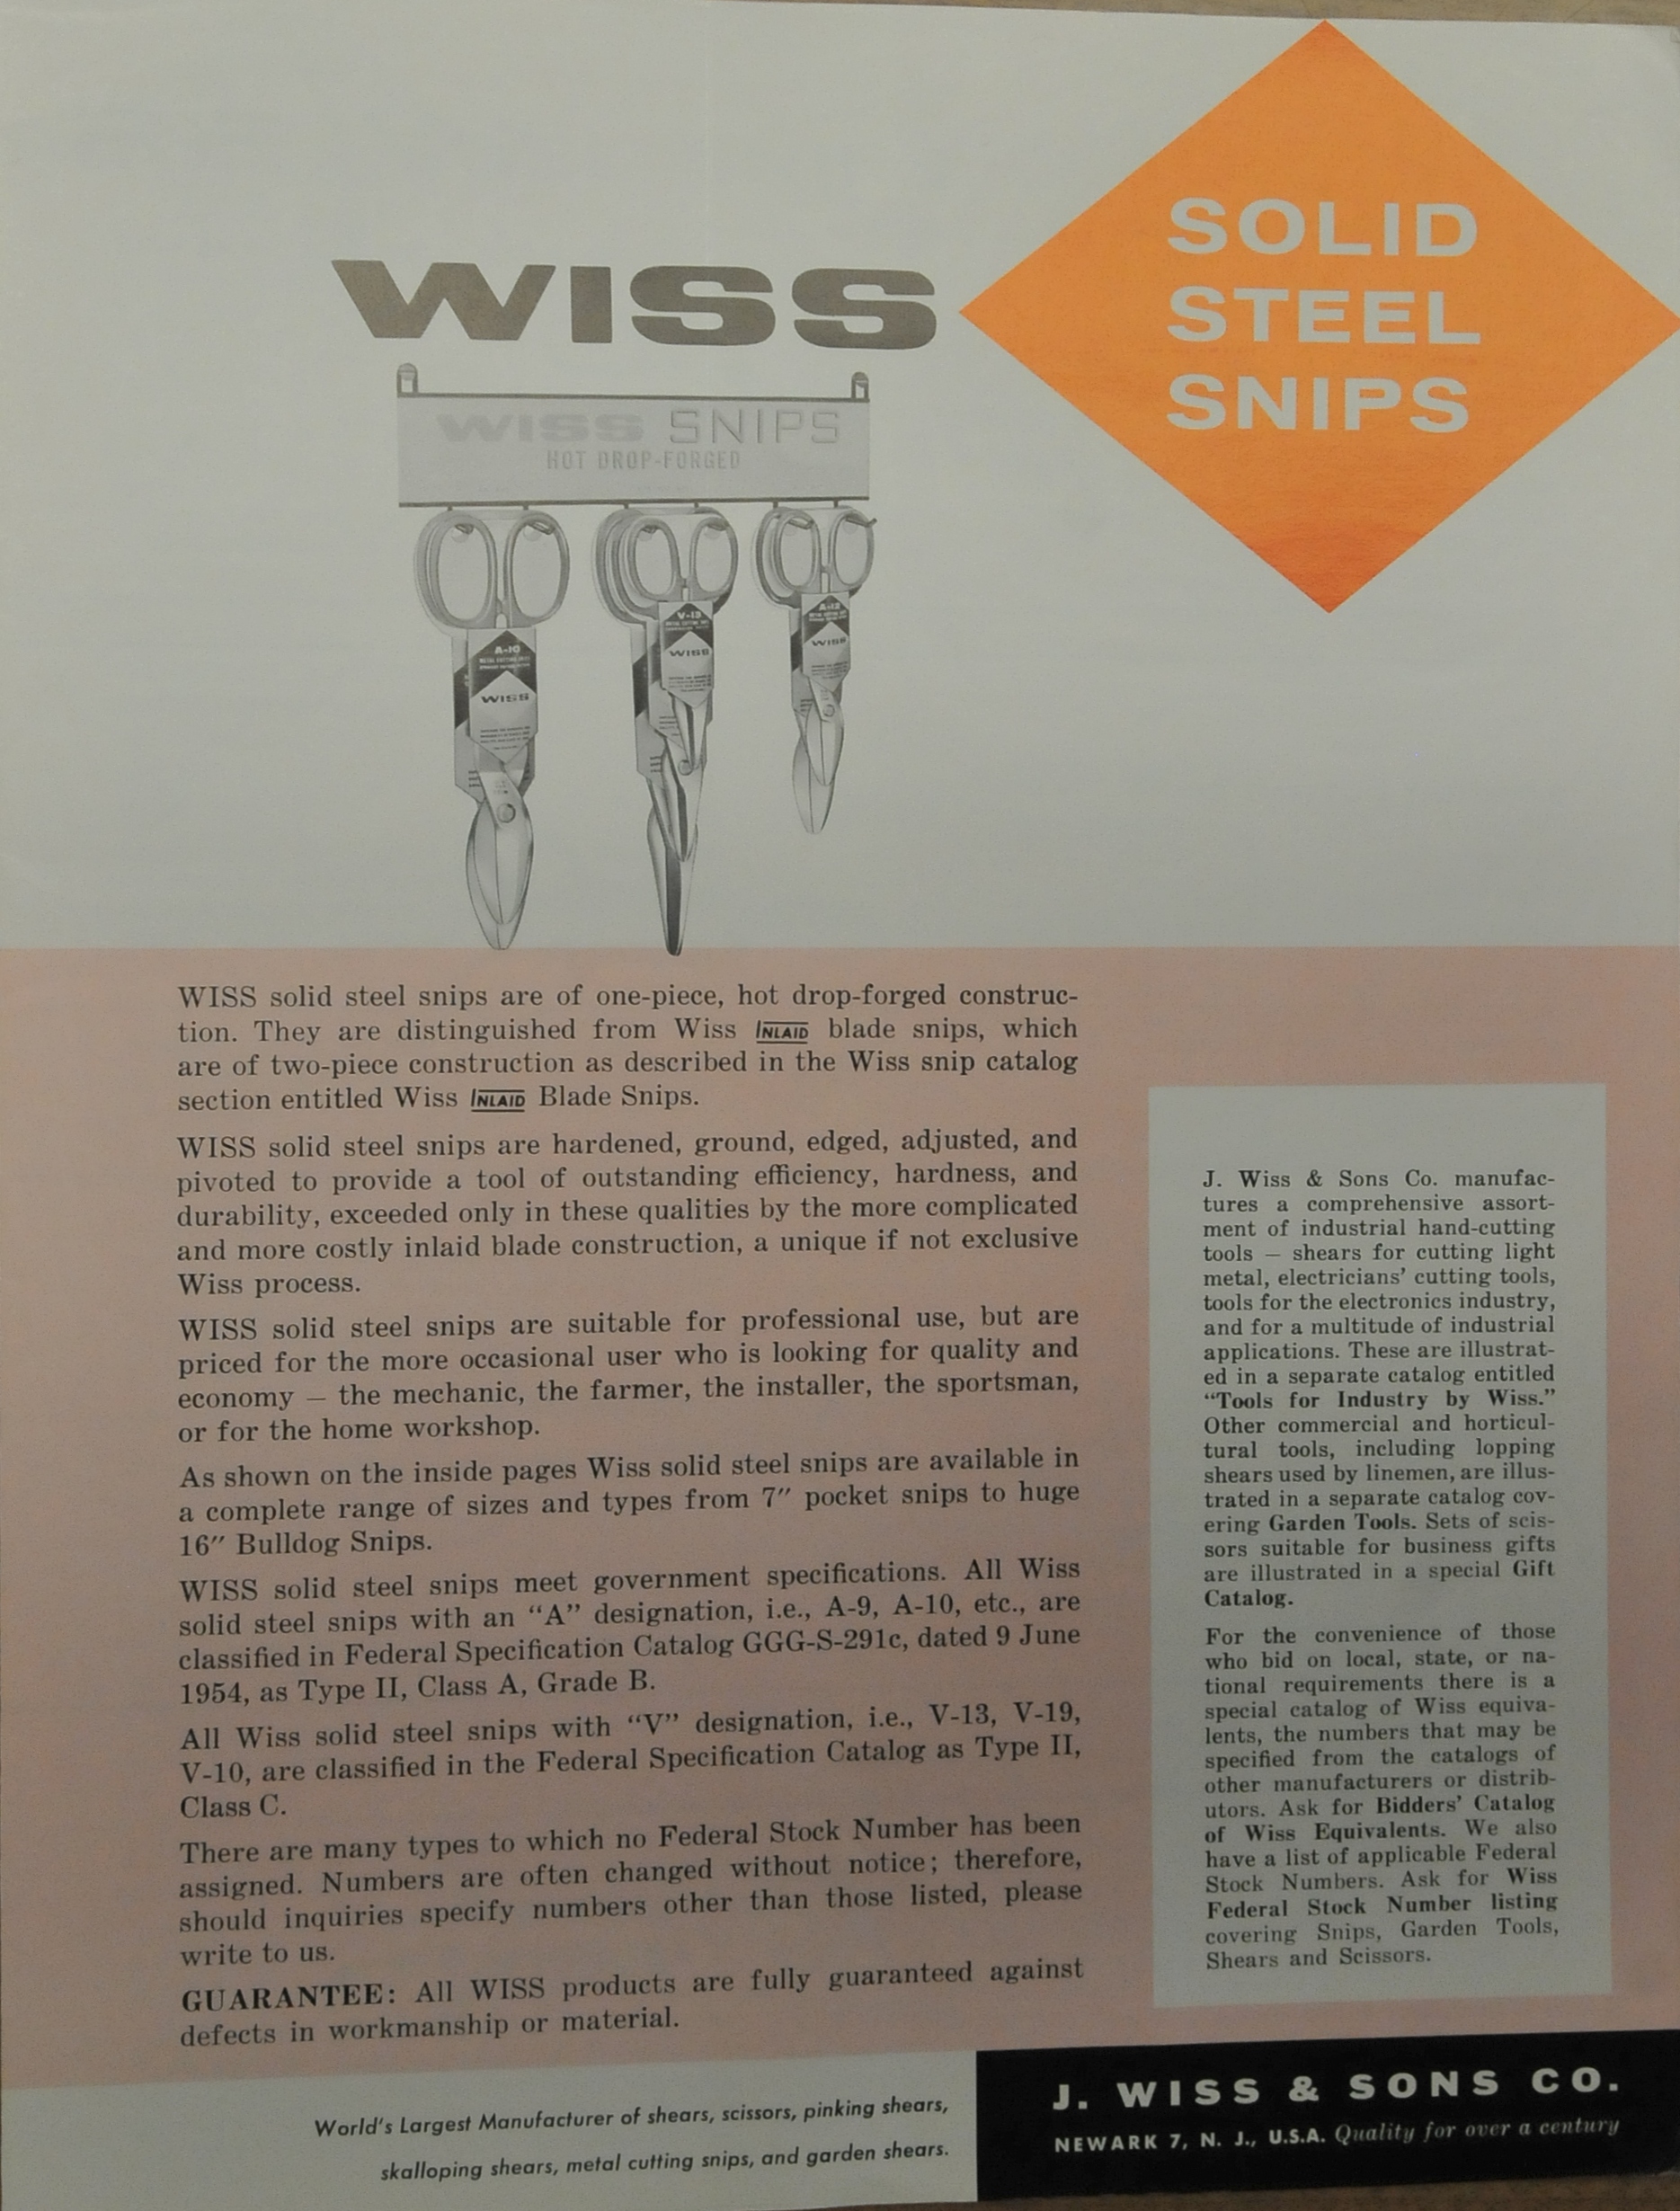 WISS
SOLID
STEEL
SNIPS
WISS SNIPS
HOT DROP-FORGED
A-10
WISS
V-13
WISS
A-13
WISS
WISS solid steel snips are of one-piece, hot drop-forged construc-
tion. They are distinguished from Wiss INLAID blade snips, which
are of two-piece construction as described in the Wiss snip catalog
section entitled Wiss INLAID Blade Snips.
WISS solid steel snips are hardened, ground, edged, adjusted, and
pivoted to provide a tool of outstanding efficiency, hardness, and
durability, exceeded only in these qualities by the more complicated
and more costly inlaid blade construction, a unique if not exclusive
Wiss process.
WISS solid steel snips are suitable for professional use, but are
priced for the more occasional user who is looking for quality and
economy – the mechanic, the farmer, the installer, the sportsman,
or for the home workshop.
As shown on the inside pages Wiss solid steel snips are available in
a complete range of sizes and types from 7″ pocket snips to huge
16″ Bulldog Snips.
WISS solid steel snips meet government specifications. All Wiss
solid steel snips with an “A” designation, i.e., A-9, A-10, etc., are
classified in Federal Specification Catalog GGG-S-291c, dated 9 June
1954, as Type II, Class A, Grade B.
All Wiss solid steel snips with “V” designation, i.e., V-13, V-19,
V-10, are classified in the Federal Specification Catalog as Type II,
Class C.
There are many types to which no Federal Stock Number has been
assigned. Numbers are often changed without notice; therefore,
should inquiries specify numbers other than those listed, please
write to us.
GUARANTEE: All WISS products are fully guaranteed against
defects in workmanship or material.
J. Wiss & Sons Co. manufac-
tures a comprehensive assort-
ment of industrial hand-cutting
tools – shears for cutting light
metal, electricians’ cutting tools,
tools for the electronics industry,
and for a multitude of industrial
applications. These are illustrat-
ed in a separate catalog entitled
“Tools for Industry by Wiss.”
Other commercial and horticul-
tural tools, including lopping
shears used by linemen, are illus-
trated in a separate catalog cov-
ering Garden Tools. Sets of scis-
sors suitable for business gifts
are illustrated in a special Gift
Catalog.
For the convenience of those
who bid on local, state, or na-
tional requirements there is a
special catalog of Wiss equiva-
lents, the numbers that may be
specified from the catalogs of
other manufacturers or distrib-
utors. Ask for Bidders’ Catalog
of Wiss Equivalents. We also
have a list of applicable Federal
Stock Numbers. Ask for Wiss
Federal Stock Number listing
covering Snips, Garden Tools,
Shears and Scissors.
World's Largest Manufacturer of shears, scissors, pinking shears,
skalloping shears, metal cutting snips, and garden shears.
J. WISS & SONS CO.
NEWARK 7, N. J., U.S.A. Quality for over a century